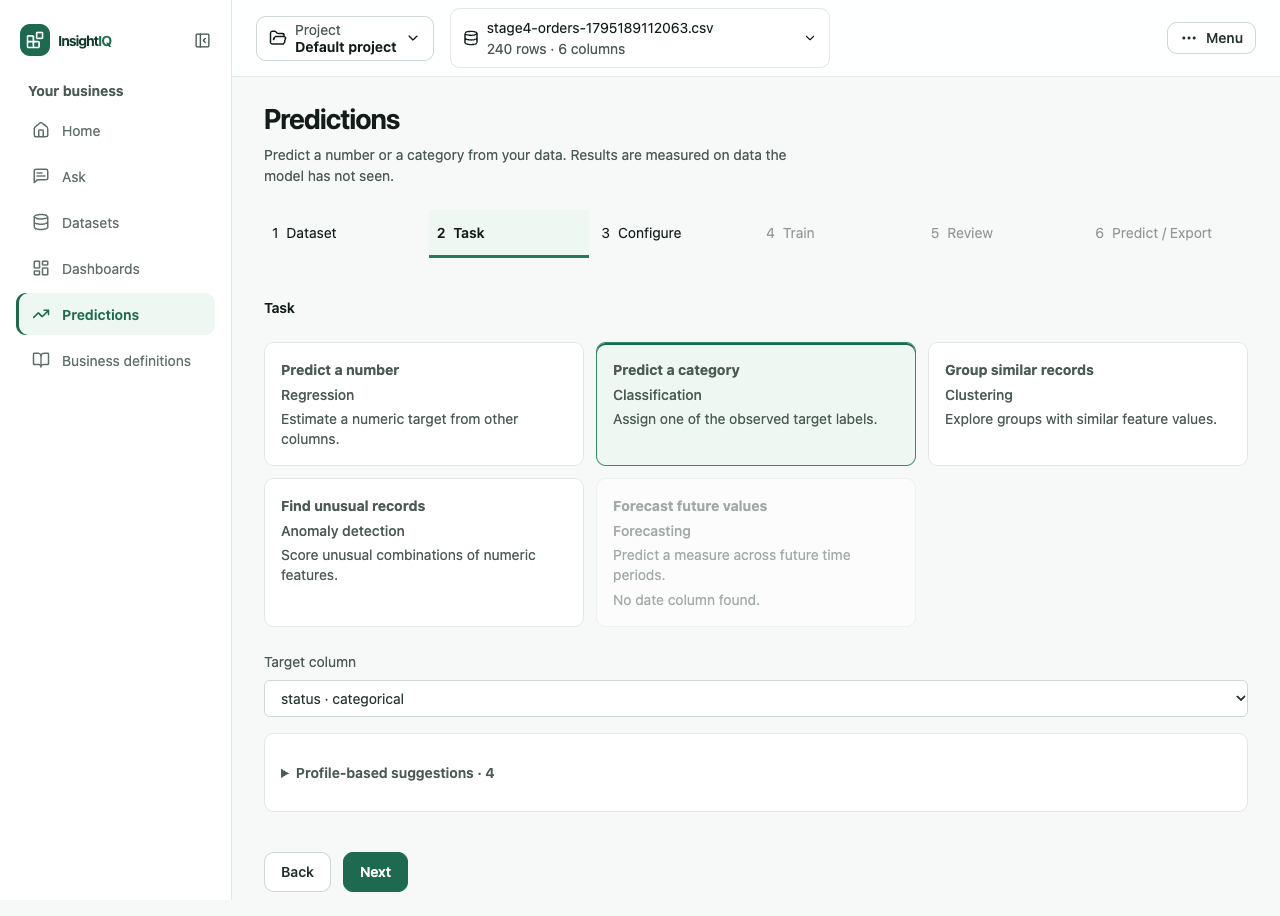 InsightIQ
Your business
Home
Ask
Datasets
Dashboards
Predictions
Business definitions
Project
Default project
stage4-orders-1795189112063.csv
240 rows · 6 columns
Menu
Predictions
Predict a number or a category from your data. Results are measured on data the
model has not seen.
1 Dataset
2 Task
3 Configure
4 Train
5 Review
6 Predict / Export
Task
Predict a number
Regression
Estimate a numeric target from other
columns.
Predict a category
Classification
Assign one of the observed target labels.
Group similar records
Clustering
Explore groups with similar feature values.
Find unusual records
Anomaly detection
Score unusual combinations of numeric
features.
Forecast future values
Forecasting
Predict a measure across future time
periods.
No date column found.
Target column
status · categorical
Profile-based suggestions · 4
Back
Next